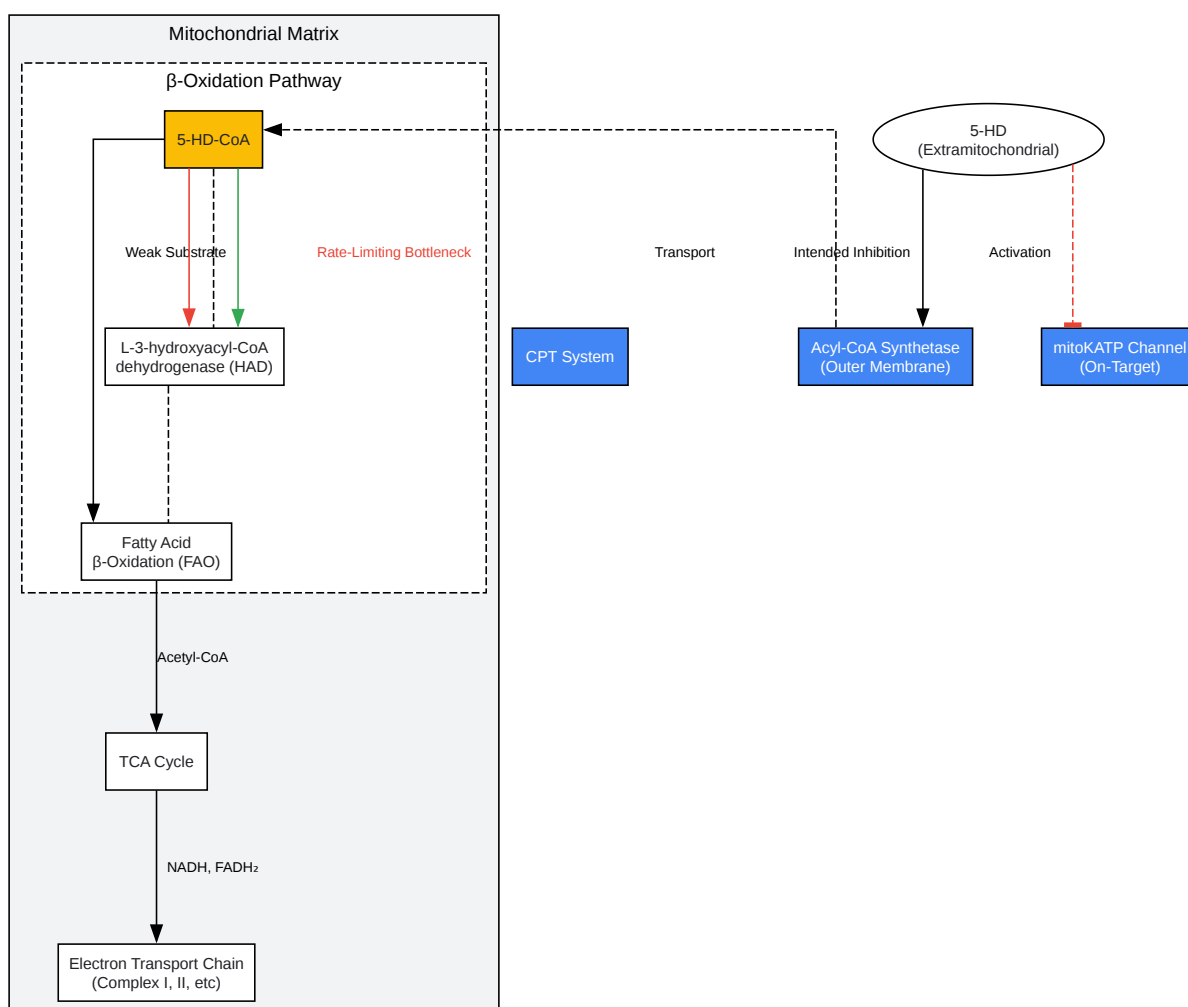 Mitochondrial Matrix
β-Oxidation Pathway
5-HD-CoA
5-HD
(Extramitochondrial)
Weak Substrate
Rate-Limiting Bottleneck
Transport
Intended Inhibition
Activation
L-3-hydroxyacyl-CoA
dehydrogenase (HAD)
CPT System
Acyl-CoA Synthetase
(Outer Membrane)
mitoKATP Channel
(On-Target)
Fatty Acid
β-Oxidation (FAO)
Acetyl-CoA
TCA Cycle
NADH, FADH₂
Electron Transport Chain
(Complex I, II, etc)